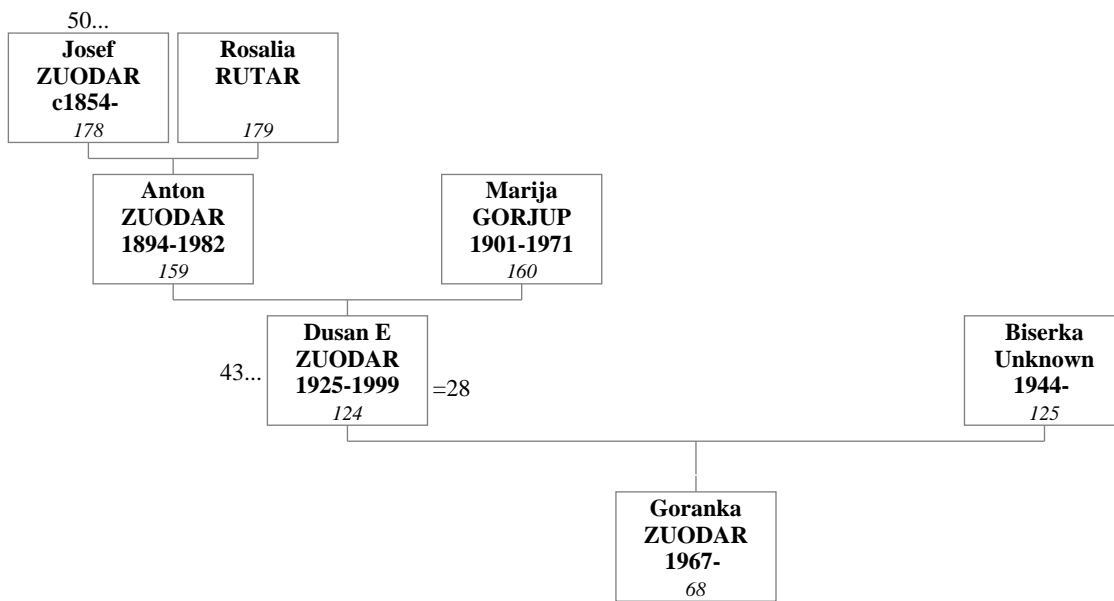 50...
Josef
ZUODAR
c1854-
178
Rosalia
RUTAR
179
Anton
ZUODAR
1894-1982
159
Marija
GORJUP
1901-1971
160
43...
Dusan E
ZUODAR
1925-1999
124
=28
Biserka
Unknown
1944-
125
Goranka
ZUODAR
1967-
68